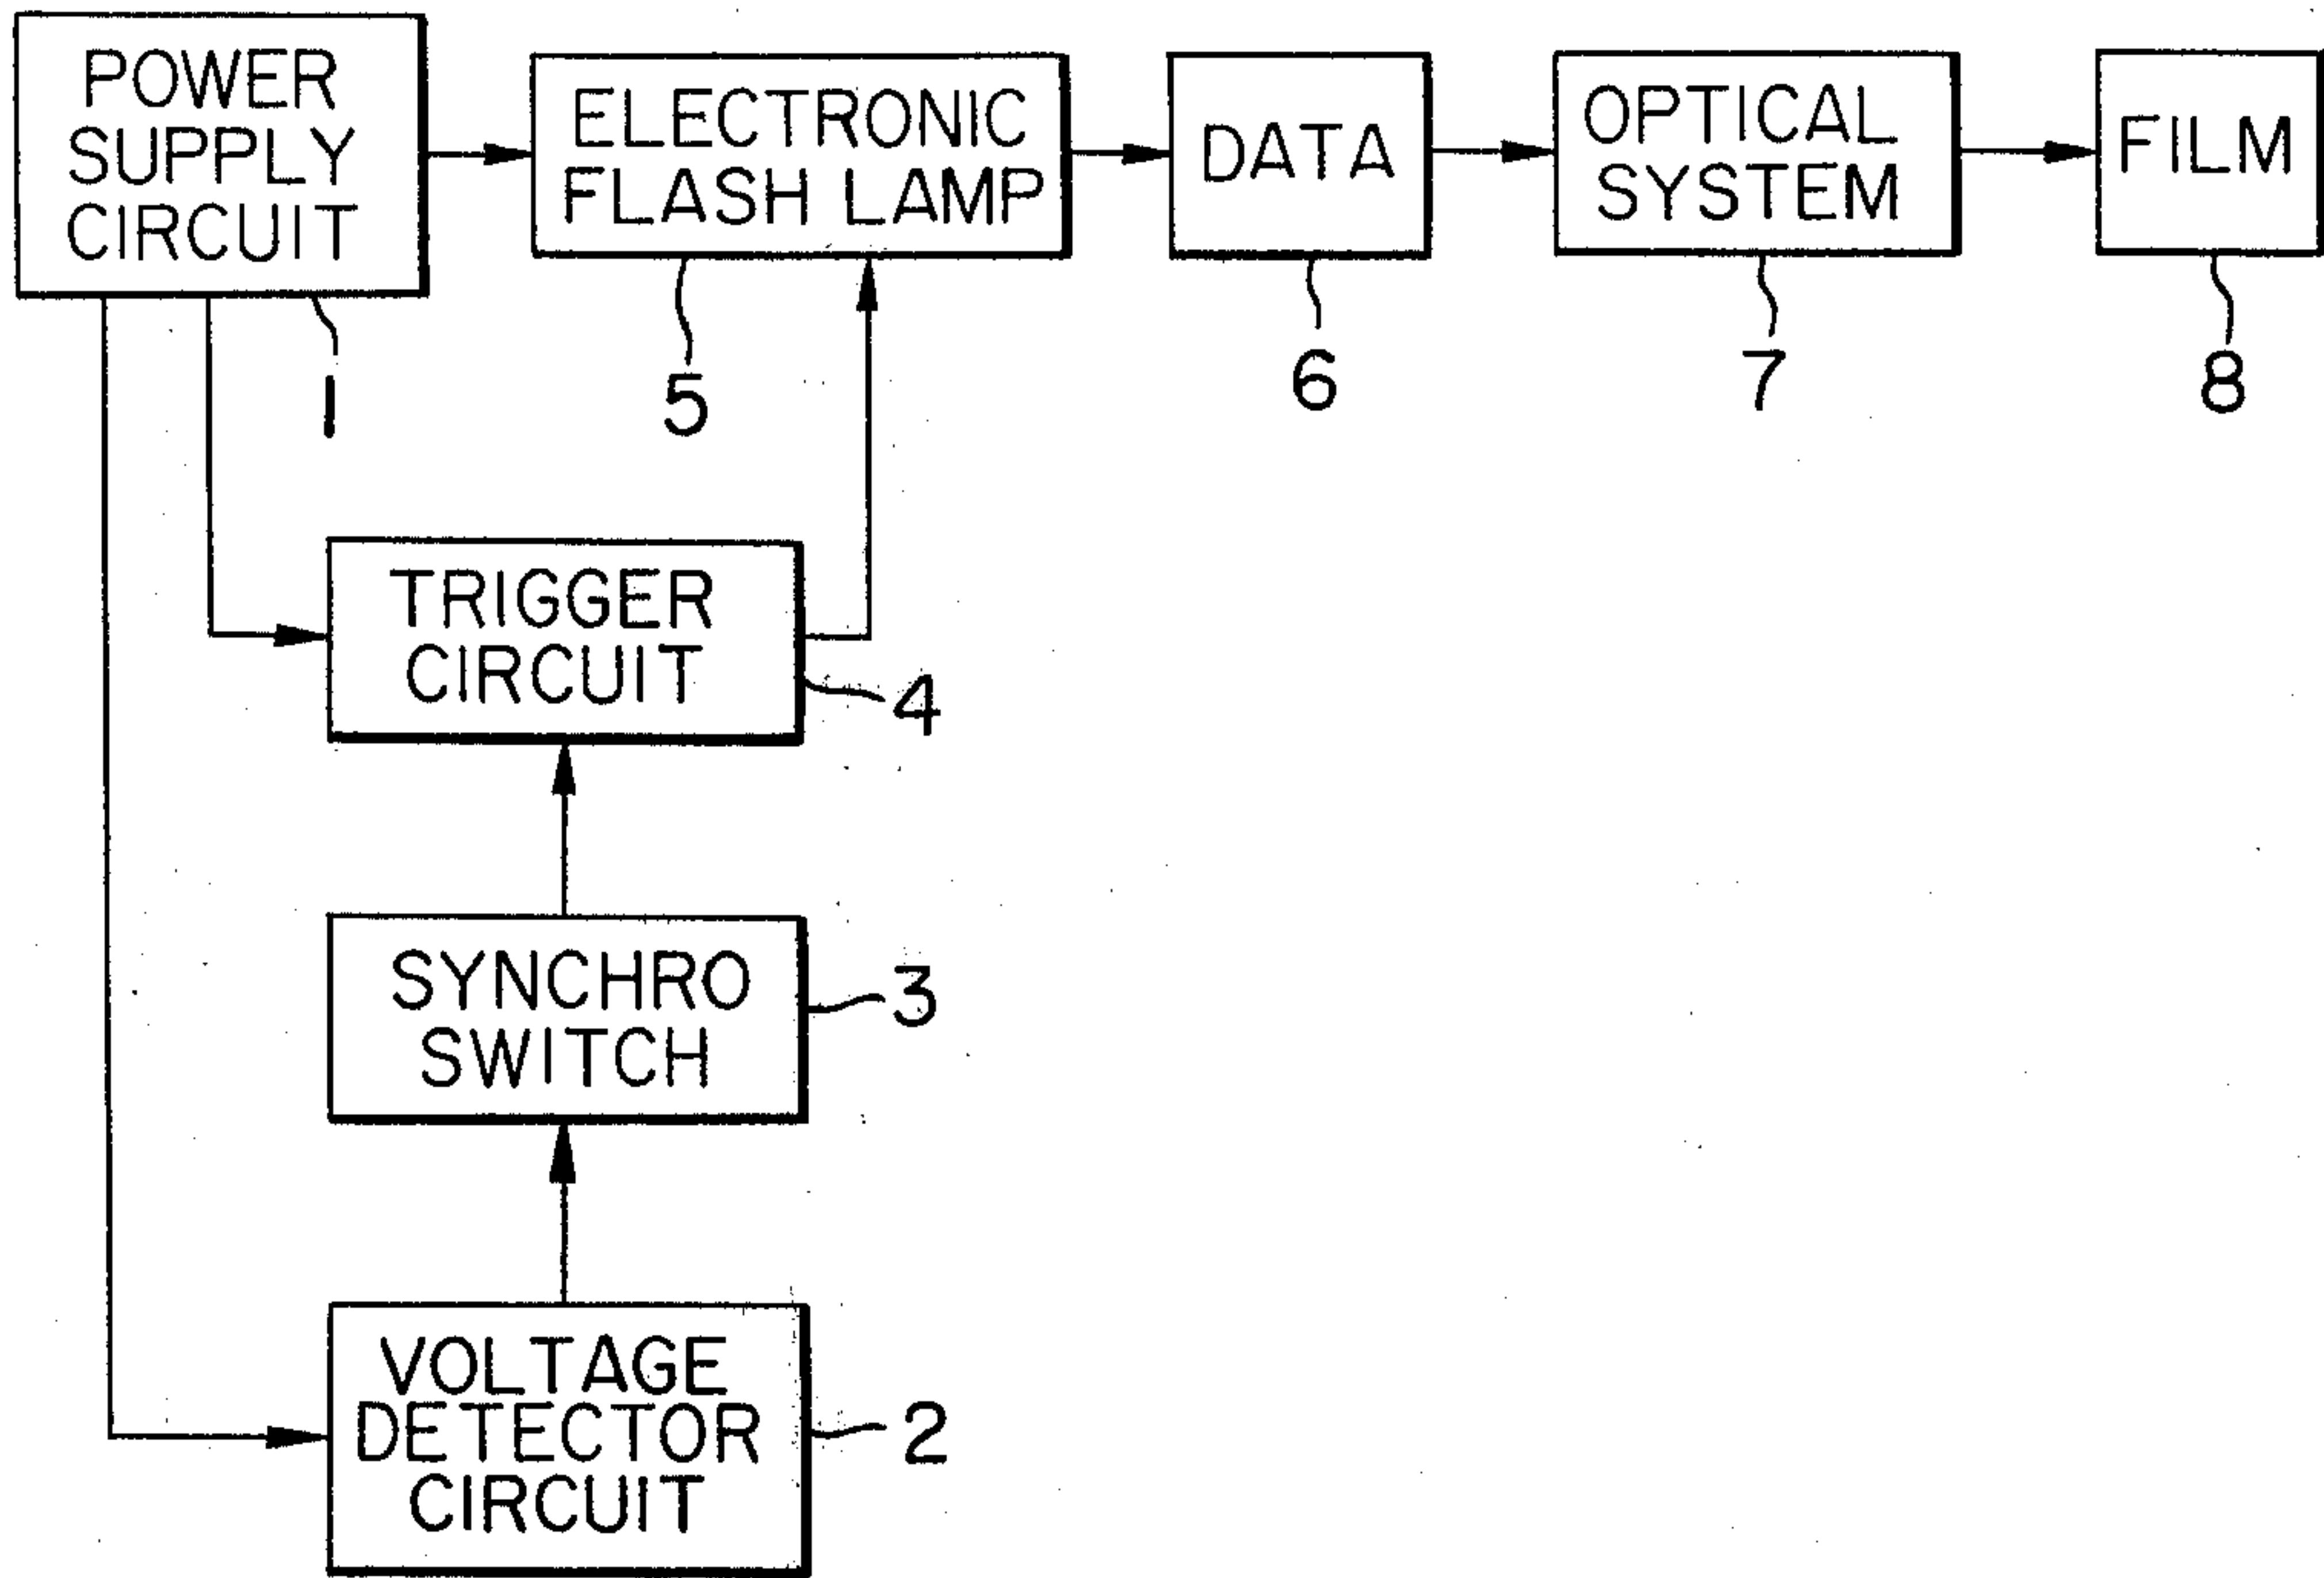 POWER
SUPPLY
CIRCUIT
1
ELECTRONIC
FLASH LAMP
5
DATA
6
OPTICAL
SYSTEM
7
FILM
8
TRIGGER
CIRCUIT
4
SYNCHRO
SWITCH
3
VOLTAGE
DETECTOR
CIRCUIT
2